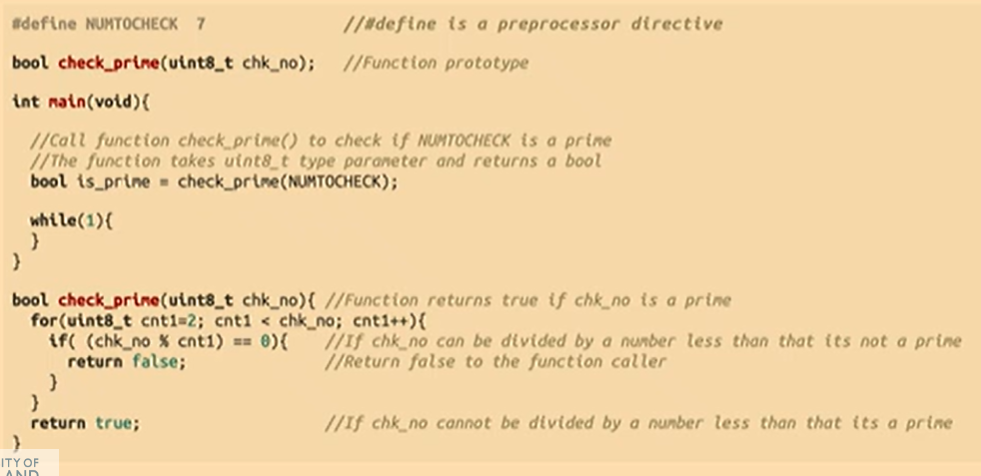 #define NUMTOCHECK 7 //#define is a preprocessor directive
bool check_prime(uint8_t chk_no); //Function prototype
int main(void){
//Call function check_prime() to check if NUMTOCHECK is a prime
//The function takes uint8_t type parameter and returns a bool
bool is_prime = check_prime(NUMTOCHECK);
while(1){
}
}
bool check_prime(uint8_t chk_no){ //Function returns true if chk_no is a prime
for(uint8_t cnt1=2; cnt1 < chk_no; cnt1++){
if( (chk_no % cnt1) == 0){ //If chk_no can be divided by a number less than that its not a prime
return false; //Return false to the function caller
}
}
return true; //If chk_no cannot be divided by a number less than that its a prime
}
ITY OF